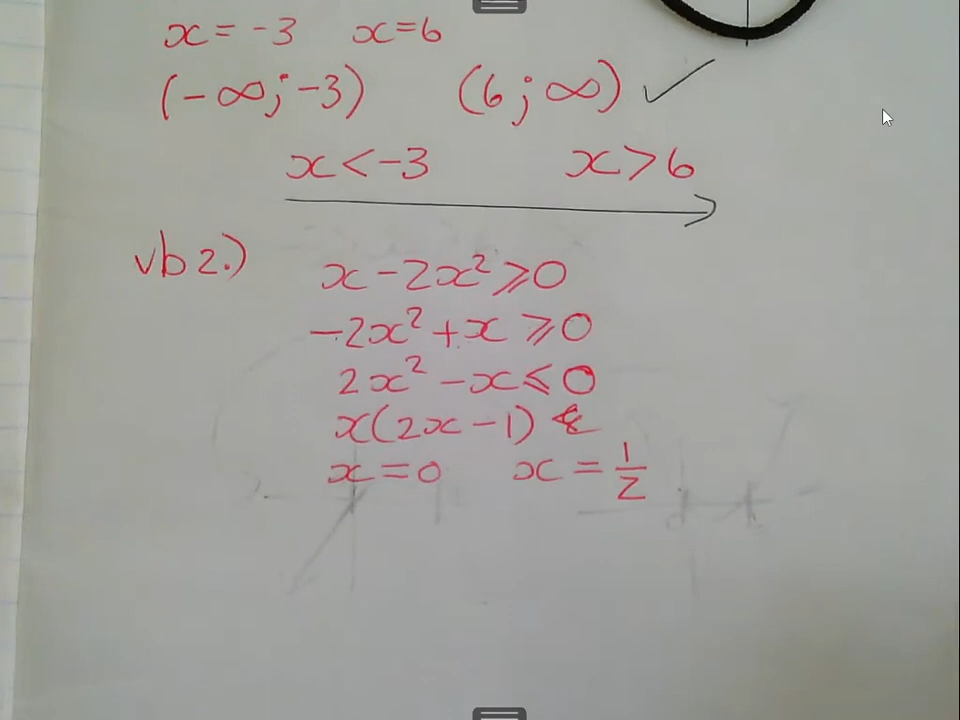 x = -3 x = 6
(-∞; -3) (6; ∞) ✓
x < -3 x > 6
vb 2.) x - 2x² ⩾ 0
-2x² + x ⩾ 0
2x² - x ⩽ 0
x(2x - 1)
x = 0 x = 1/2